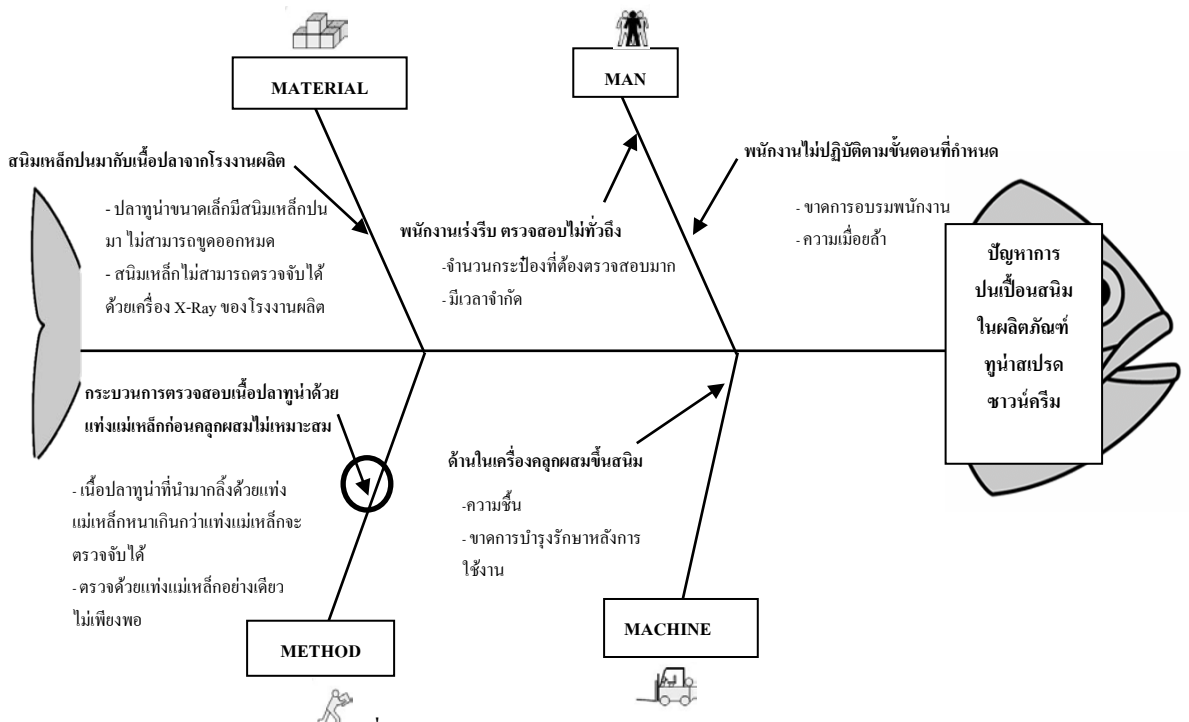 MATERIAL
MAN
สนิมเหล็กปนมากับเนื้อปลาจากโรงงานผลิต
- ปลาทูน่าขนาดเล็กมีสนิมเหล็กปน
มา ไม่สามารถขูดออกหมด
- สนิมเหล็กไม่สามารถตรวจจับได้
ด้วยเครื่อง X-Ray ของโรงงานผลิต
พนักงานเร่งรีบ ตรวจสอบไม่ทั่วถึง
-จำนวนกระป๋องที่ต้องตรวจสอบมาก
- มีเวลาจำกัด
พนักงานไม่ปฏิบัติตามขั้นตอนที่กำหนด
- ขาดการอบรมพนักงาน
- ความเมื่อยล้า
ปัญหาการ
ปนเปื้อนสนิม
ในผลิตภัณฑ์
ทูน่าสเปรด
ซาวน์ครีม
กระบวนการตรวจสอบเนื้อปลาทูน่าด้วย
แท่งแม่เหล็กก่อนคลุกผสมไม่เหมาะสม
- เนื้อปลาทูน่าที่นำมากลิ้งด้วยแท่ง
แม่เหล็กหนาเกินกว่าแท่งแม่เหล็กจะ
ตรวจจับได้
- ตรวจด้วยแท่งแม่เหล็กอย่างเดียว
ไม่เพียงพอ
ด้านในเครื่องคลุกผสมขึ้นสนิม
-ความชื้น
- ขาดการบำรุงรักษาหลังการ
ใช้งาน
METHOD
MACHINE